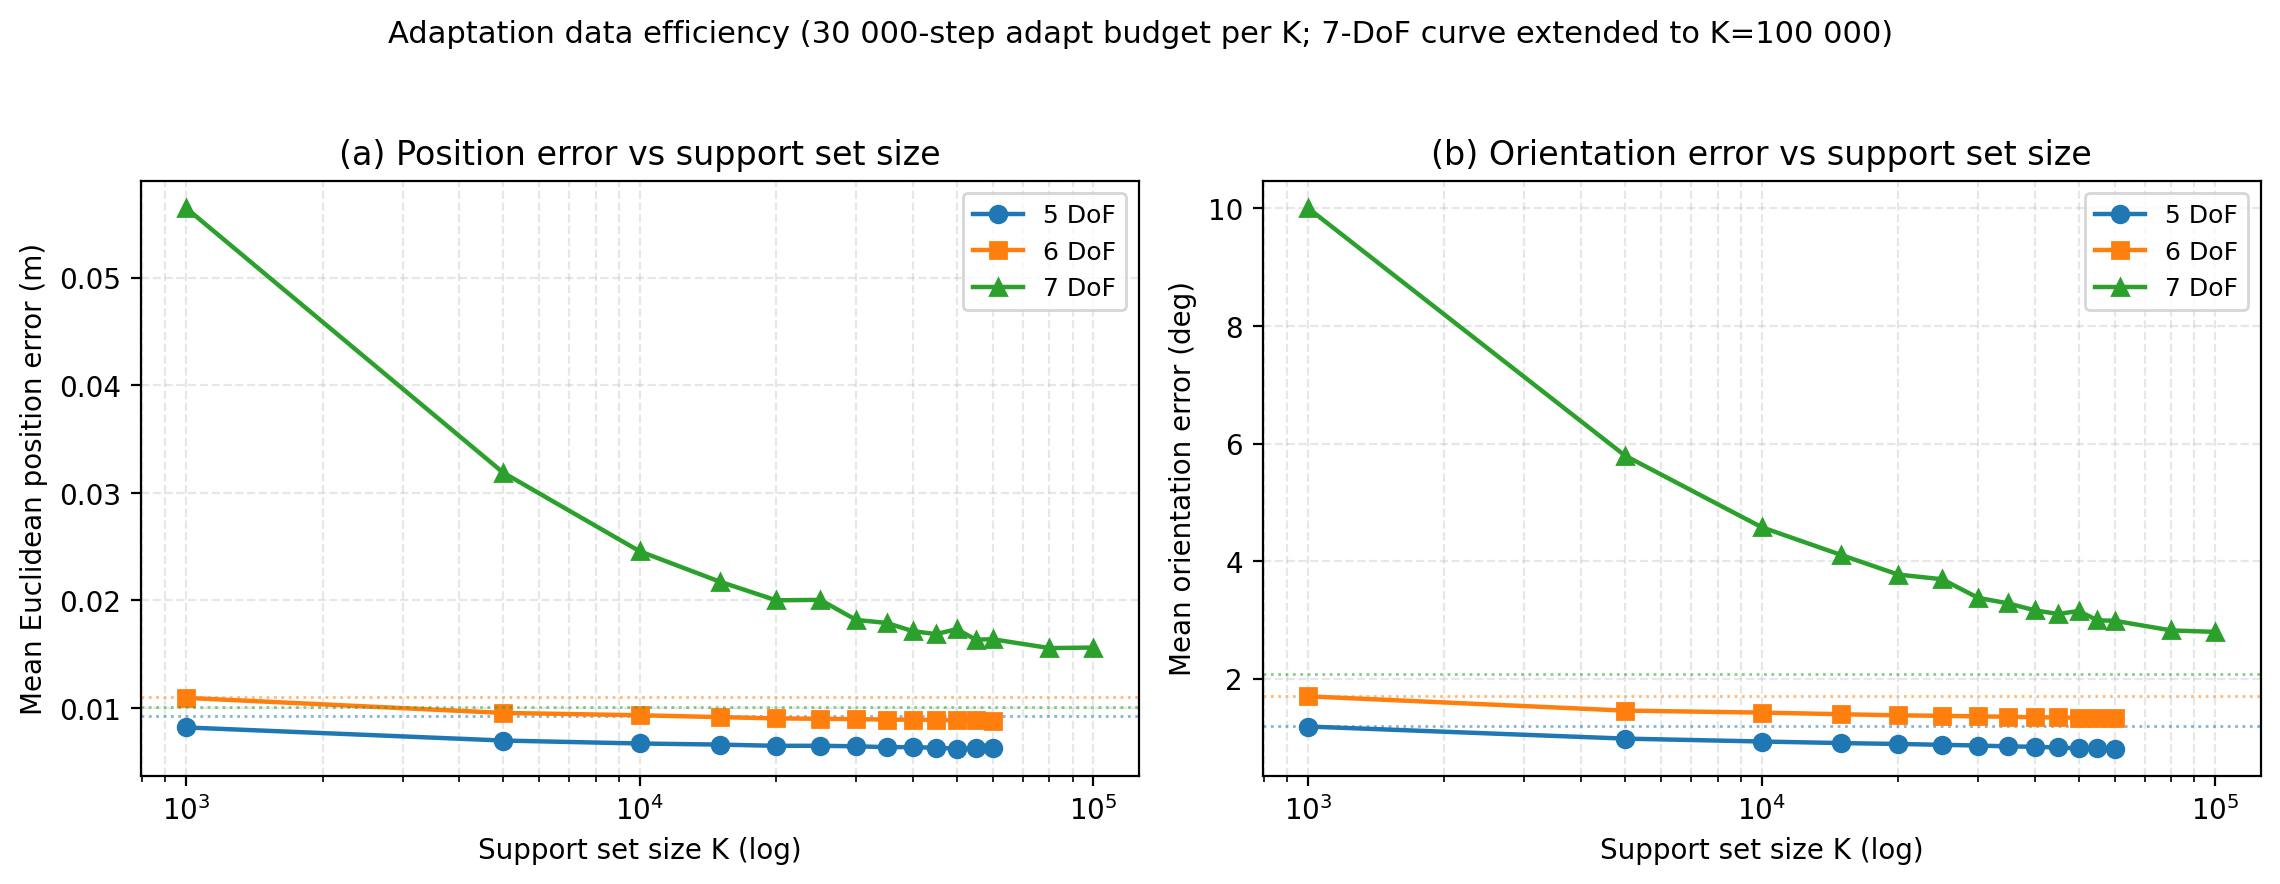 Adaptation data efficiency (30 000-step adapt budget per K; 7-DoF curve extended to K=100 000)
(a) Position error vs support set size
Mean Euclidean position error (m)
0.05
0.04
0.03
0.02
0.01
5 DoF
6 DoF
7 DoF
10³
10⁴
10⁵
Support set size K (log)
(b) Orientation error vs support set size
Mean orientation error (deg)
10
8
6
4
2
5 DoF
6 DoF
7 DoF
10³
10⁴
10⁵
Support set size K (log)